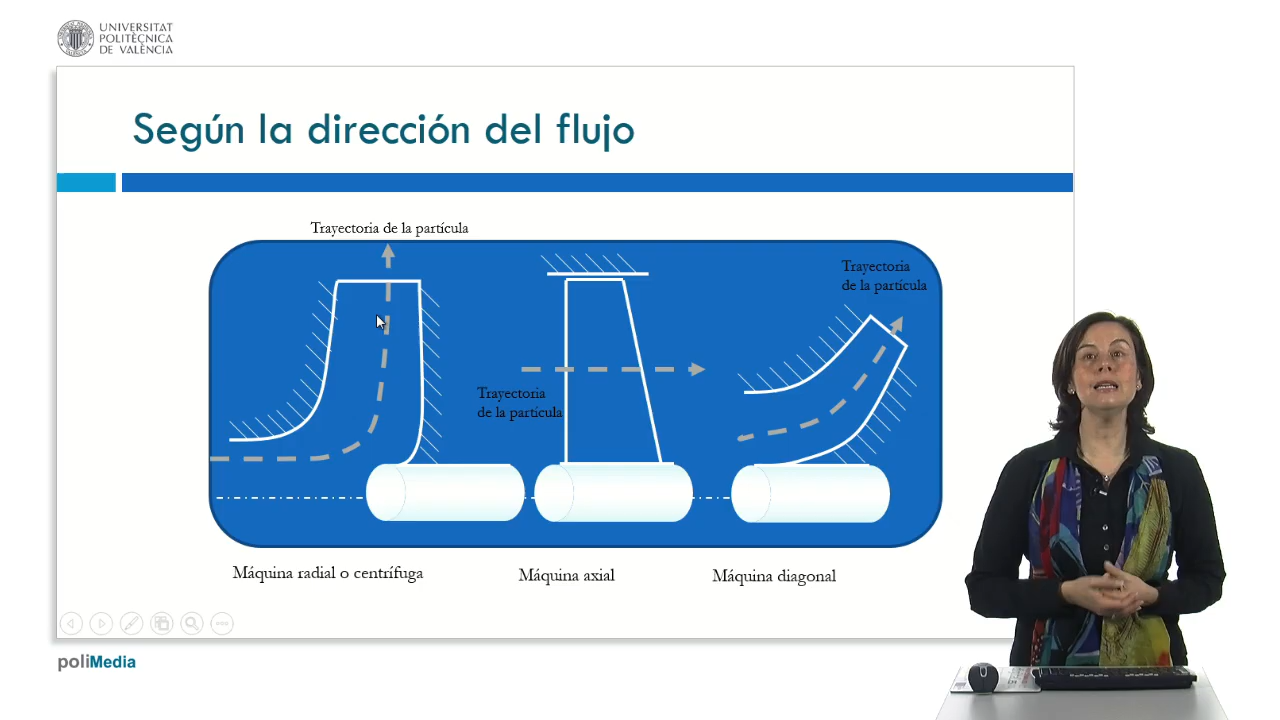 UNIVERSITAT
POLITÈCNICA
DE VALÈNCIA
Según la dirección del flujo
Trayectoria de la partícula
Trayectoria
de la partícula
Trayectoria
de la partícula
Máquina radial o centrífuga
Máquina axial
Máquina diagonal
poliMedia